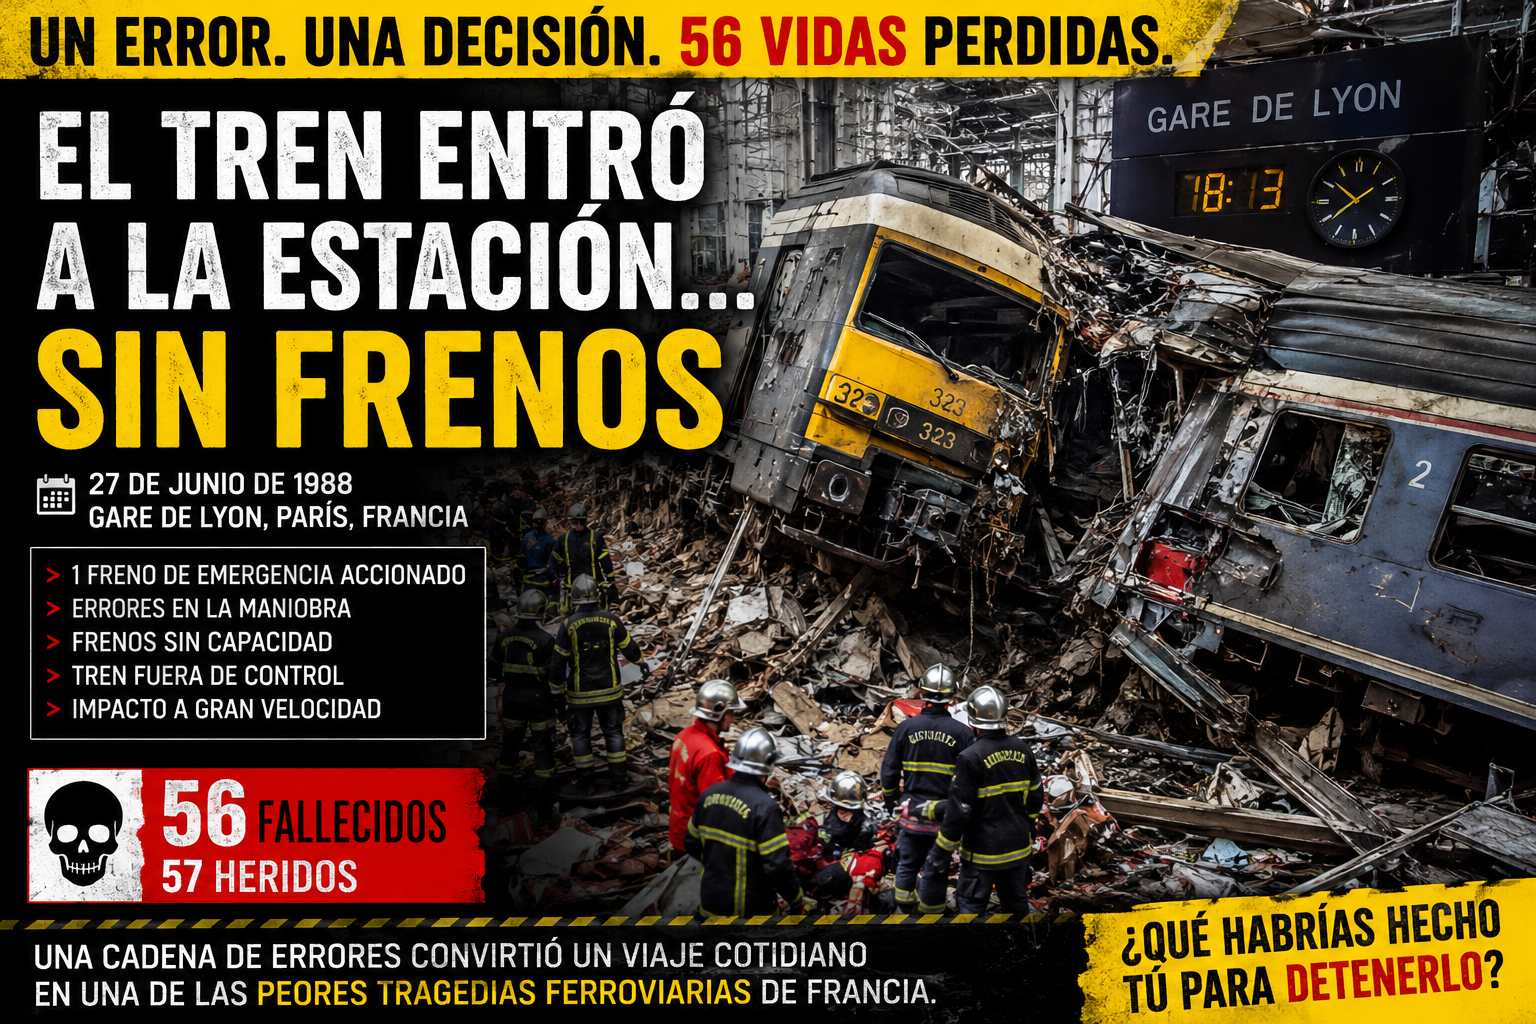 UN ERROR. UNA DECISIÓN. 56 VIDAS PERDIDAS.
EL TREN ENTRÓ
A LA ESTACIÓN...
SIN FRENOS
27 DE JUNIO DE 1988
GARE DE LYON, PARÍS, FRANCIA
> 1 FRENO DE EMERGENCIA ACCIONADO
> ERRORES EN LA MANIOBRA
> FRENOS SIN CAPACIDAD
> TREN FUERA DE CONTROL
> IMPACTO A GRAN VELOCIDAD
56 FALLECIDOS
57 HERIDOS
UNA CADENA DE ERRORES CONVIRTIÓ UN VIAJE COTIDIANO
EN UNA DE LAS PEORES TRAGEDIAS FERROVIARIAS DE FRANCIA.
GARE DE LYON
18:13
323
323
2
¿QUÉ HABRÍAS HECHO
TÚ PARA DETENERLO?